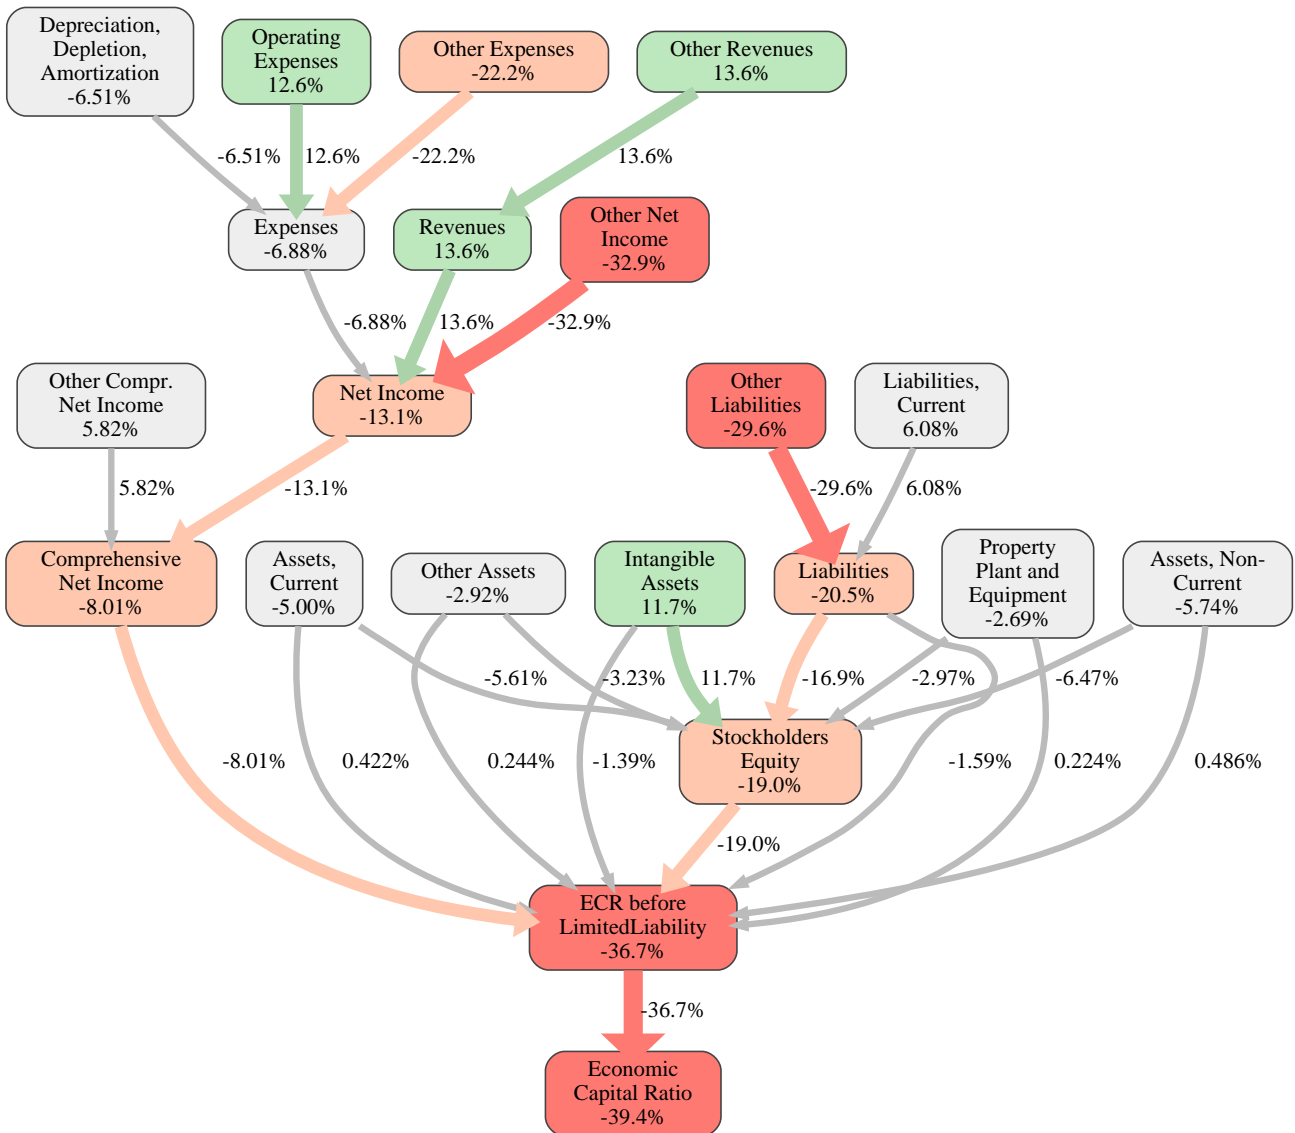 Depreciation,
Depletion,
Amortization
-6.51%
Operating
Expenses
12.6%
Other Expenses
-22.2%
Other Revenues
13.6%
-6.51%
12.6%
-22.2%
13.6%
Expenses
-6.88%
Revenues
13.6%
Other Net
Income
-32.9%
-6.88%
13.6%
-32.9%
Other Compr.
Net Income
5.82%
Net Income
-13.1%
Other
Liabilities
-29.6%
Liabilities,
Current
6.08%
5.82%
-13.1%
-29.6%
6.08%
Comprehensive
Net Income
-8.01%
Assets,
Current
-5.00%
Other Assets
-2.92%
Intangible
Assets
11.7%
Liabilities
-20.5%
Property
Plant and
Equipment
-2.69%
Assets, Non-
Current
-5.74%
-5.61%
-3.23%
11.7%
-16.9%
-2.97%
-6.47%
Stockholders
Equity
-19.0%
-8.01%
0.422%
0.244%
-1.39%
-1.59%
0.224%
0.486%
-19.0%
ECR before
LimitedLiability
-36.7%
-36.7%
Economic
Capital Ratio
-39.4%